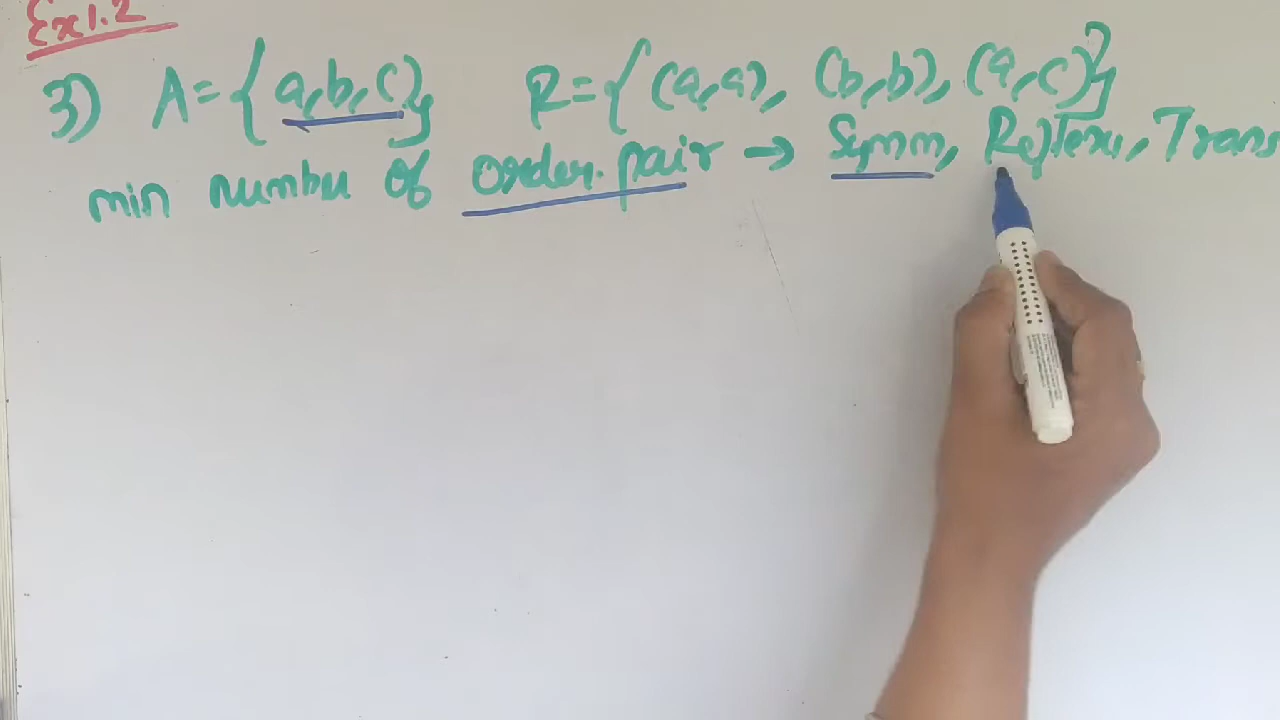 Ex 1.2
3) A = { a, b, c } R = { (a, a), (b, b), (a, c) }
min number of order. pair → Symm, Reflexi, Trans